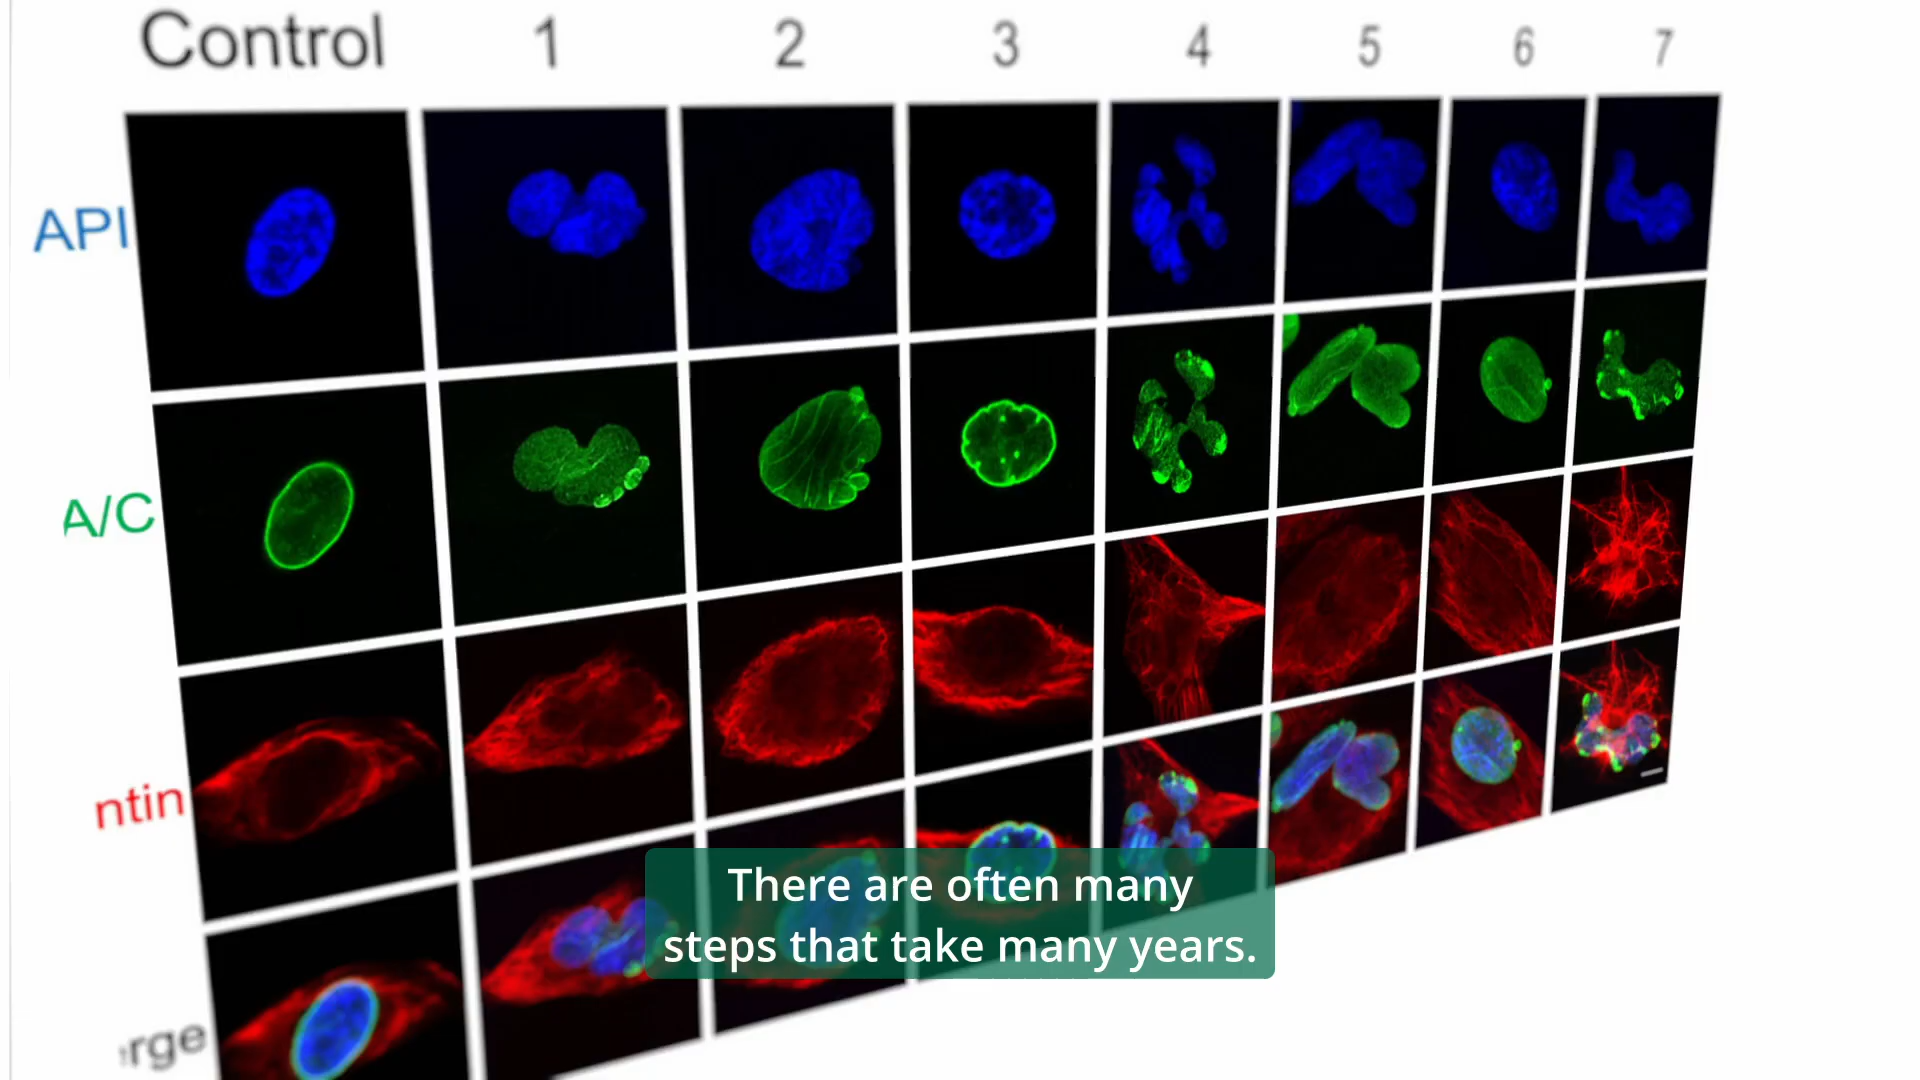 Control 1 2 3 4 5 6 7
API
A/C
ntin
rge
There are often many
steps that take many years.